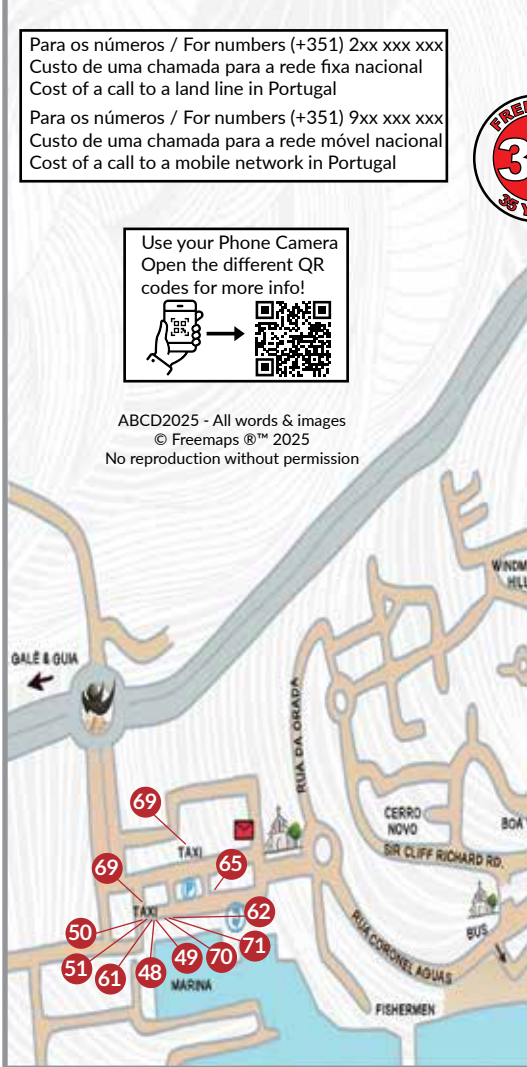 Para os números / For numbers (+351) 2xx xxx xxx
Custo de uma chamada para a rede fixa nacional
Cost of a call to a land line in Portugal
Para os números / For numbers (+351) 9xx xxx xxx
Custo de uma chamada para a rede móvel nacional
Cost of a call to a mobile network in Portugal
Use your Phone Camera
Open the different QR
codes for more info!
ABCD2025 - All words & images
© Freemaps ®™ 2025
No reproduction without permission
GALÉ & GUIA
RUA DA ORADA
CERRO
NOVO
SIR CLIFF RICHARD RD.
69
TAXI
65
69
TAXI
P
62
50
71
51
61
48
49
70
MARINA
RUA CORONEL AGUAS
BUS
FISHERMEN